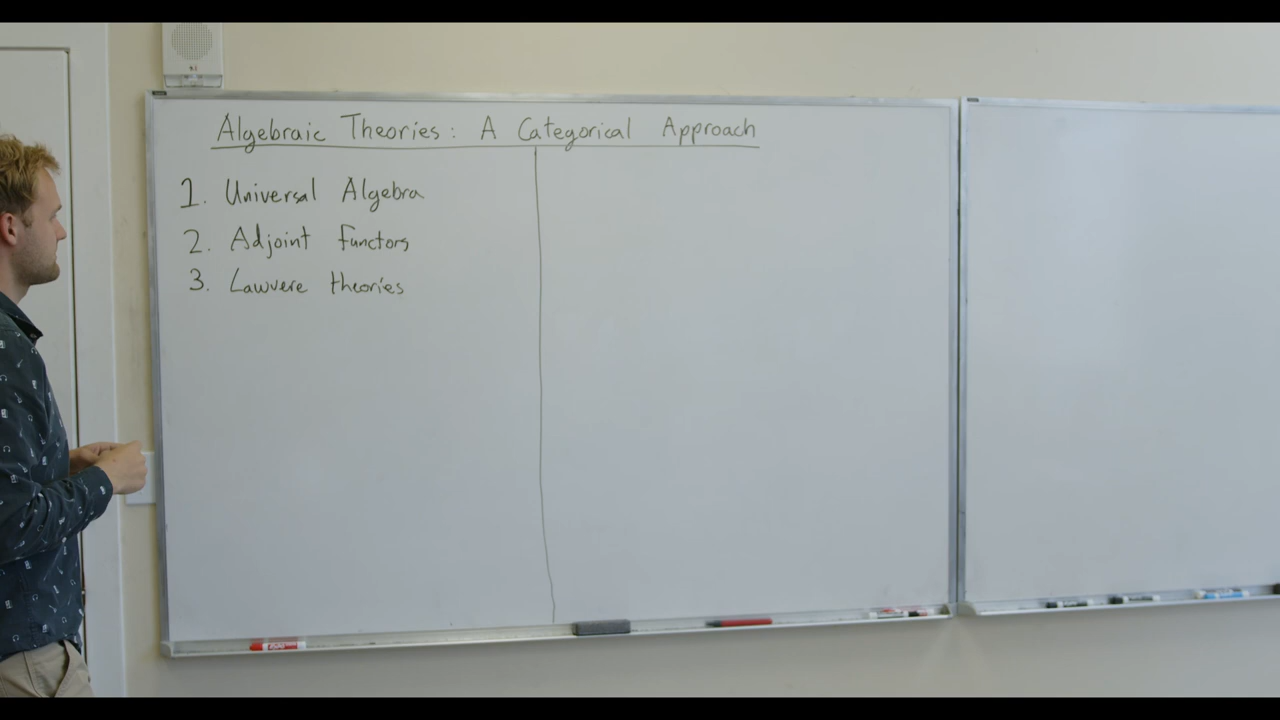 Algebraic Theories: A Categorical Approach
1. Universal Algebra
2. Adjoint functors
3. Lawvere theories